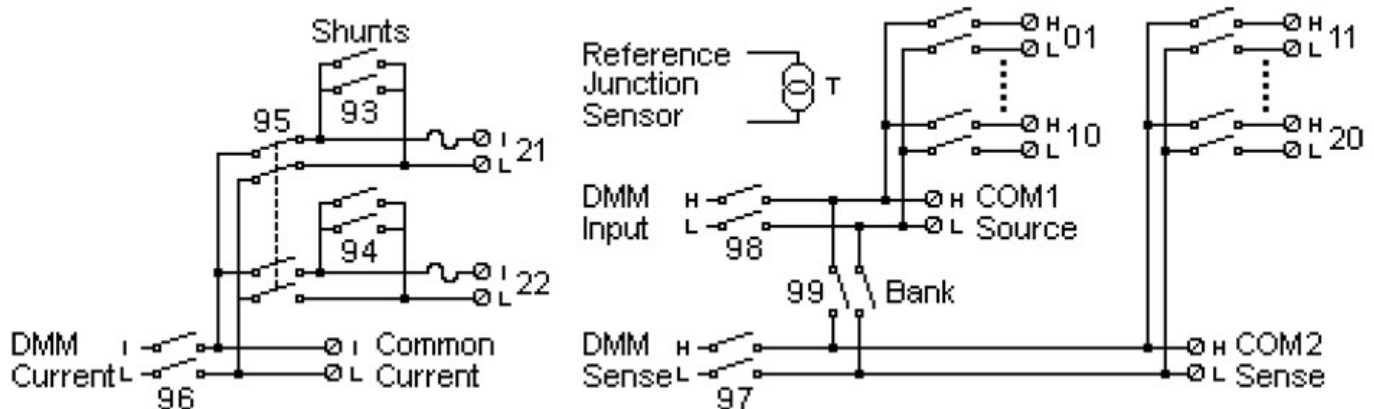 Shunts
93
95
I 21
L
94
I 22
L
DMM I I Common
Current L L Current
96
Reference
Junction
Sensor
T
H 01
L
H 10
L
H 11
L
H 20
L
DMM H H COM1
Input L L Source
98
99 Bank
DMM H H COM2
Sense L L Sense
97